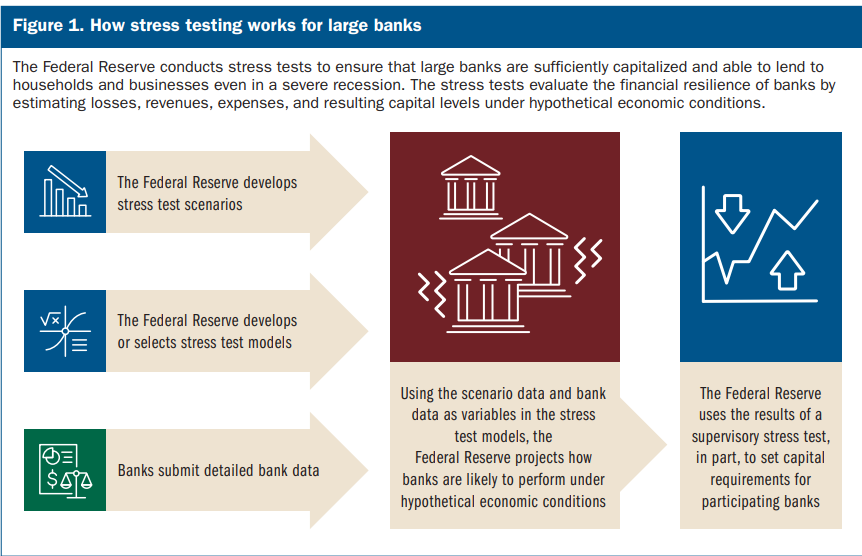 Figure 1. How stress testing works for large banks
The Federal Reserve conducts stress tests to ensure that large banks are sufficiently capitalized and able to lend to
households and businesses even in a severe recession. The stress tests evaluate the financial resilience of banks by
estimating losses, revenues, expenses, and resulting capital levels under hypothetical economic conditions.
The Federal Reserve develops
stress test scenarios
√x
The Federal Reserve develops
or selects stress test models
$
Banks submit detailed bank data
Using the scenario data and bank
data as variables in the stress
test models, the
Federal Reserve projects how
banks are likely to perform under
hypothetical economic conditions
The Federal Reserve
uses the results of a
supervisory stress test,
in part, to set capital
requirements for
participating banks